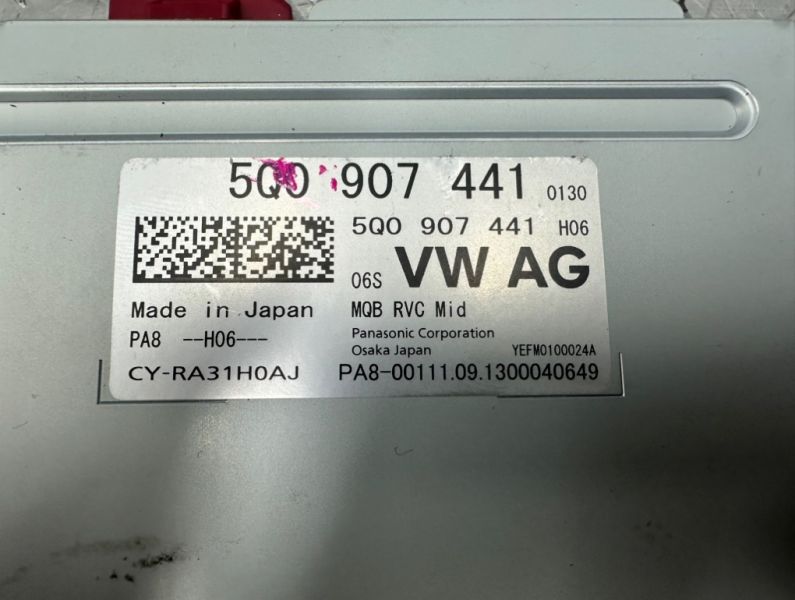 5Q0 907 441 0130
5Q0 907 441 H06
06S VW AG
Made in Japan MQB RVC Mid
PA8 --H06--- Panasonic Corporation
Osaka Japan YEFM0100024A
CY-RA31H0AJ PA8-00111.09.1300040649